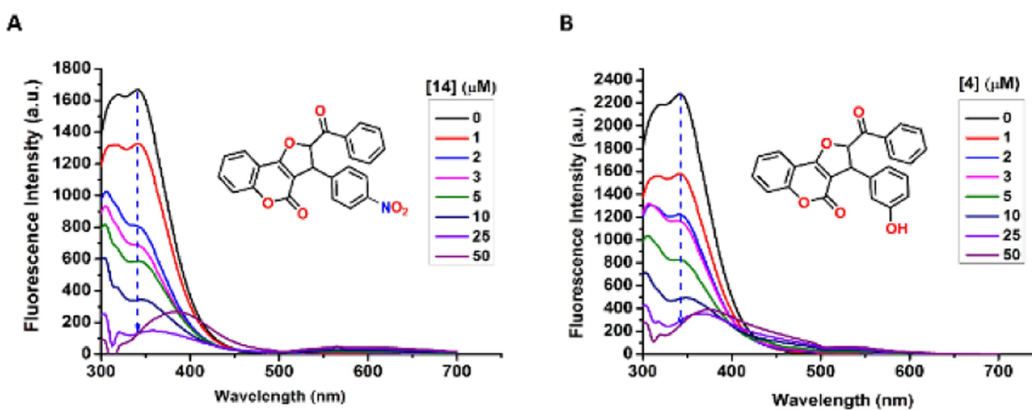 A
Fluorescence Intensity (a.u.)
1800
1600
1400
1200
1000
800
600
400
200
0
300 400 500 600 700
Wavelength (nm)
[14] (μM)
0
1
2
3
5
10
25
50
O
O
O
O
NO₂
B
Fluorescence Intensity (a.u.)
2400
2200
2000
1800
1600
1400
1200
1000
800
600
400
200
0
300 400 500 600 700
Wavelength (nm)
[4] (μM)
0
1
2
3
5
10
25
50
O
O
O
O
OH